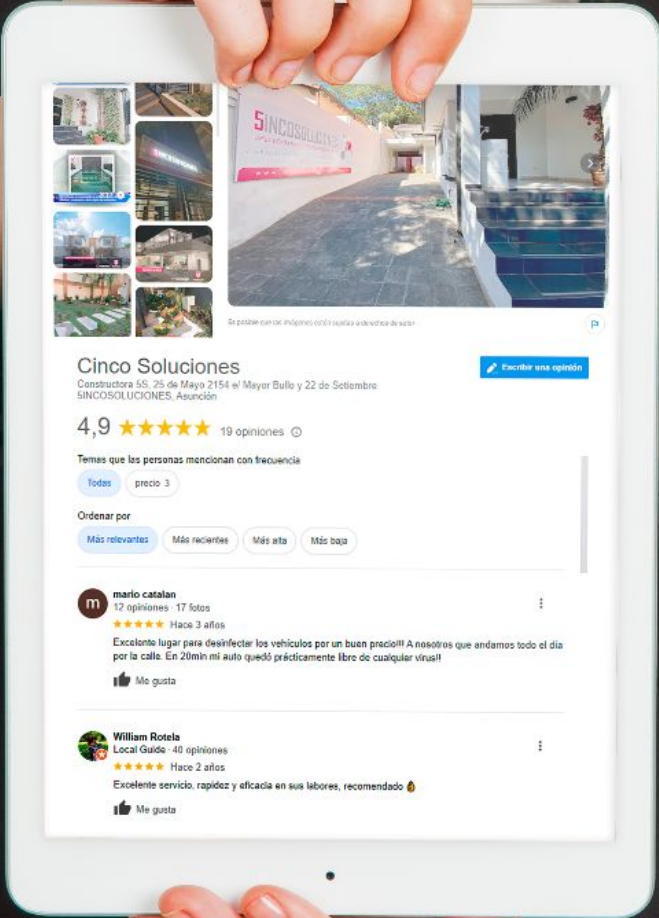 5INCOSOLUCIONES
Es posible que las imágenes estén sujetas a derechos de autor
Cinco Soluciones
Escribir una opinión
Constructora 5S, 25 de Mayo 2154 e/ Mayor Bullo y 22 de Setiembre
5INCOSOLUCIONES, Asunción
4,9 19 opiniones
Temas que las personas mencionan con frecuencia
Todas precio 3
Ordenar por
Más relevantes Más recientes Más alta Más baja
m
mario catalan
12 opiniones · 17 fotos
Hace 3 años
Excelente lugar para desinfectar los vehículos por un buen precio!!! A nosotros que andamos todo el día
por la calle. En 20min mi auto quedó prácticamente libre de cualquier virus!!
Me gusta
William Rotela
Local Guide · 40 opiniones
Hace 2 años
Excelente servicio, rapidez y eficacia en sus labores, recomendado 👌
Me gusta